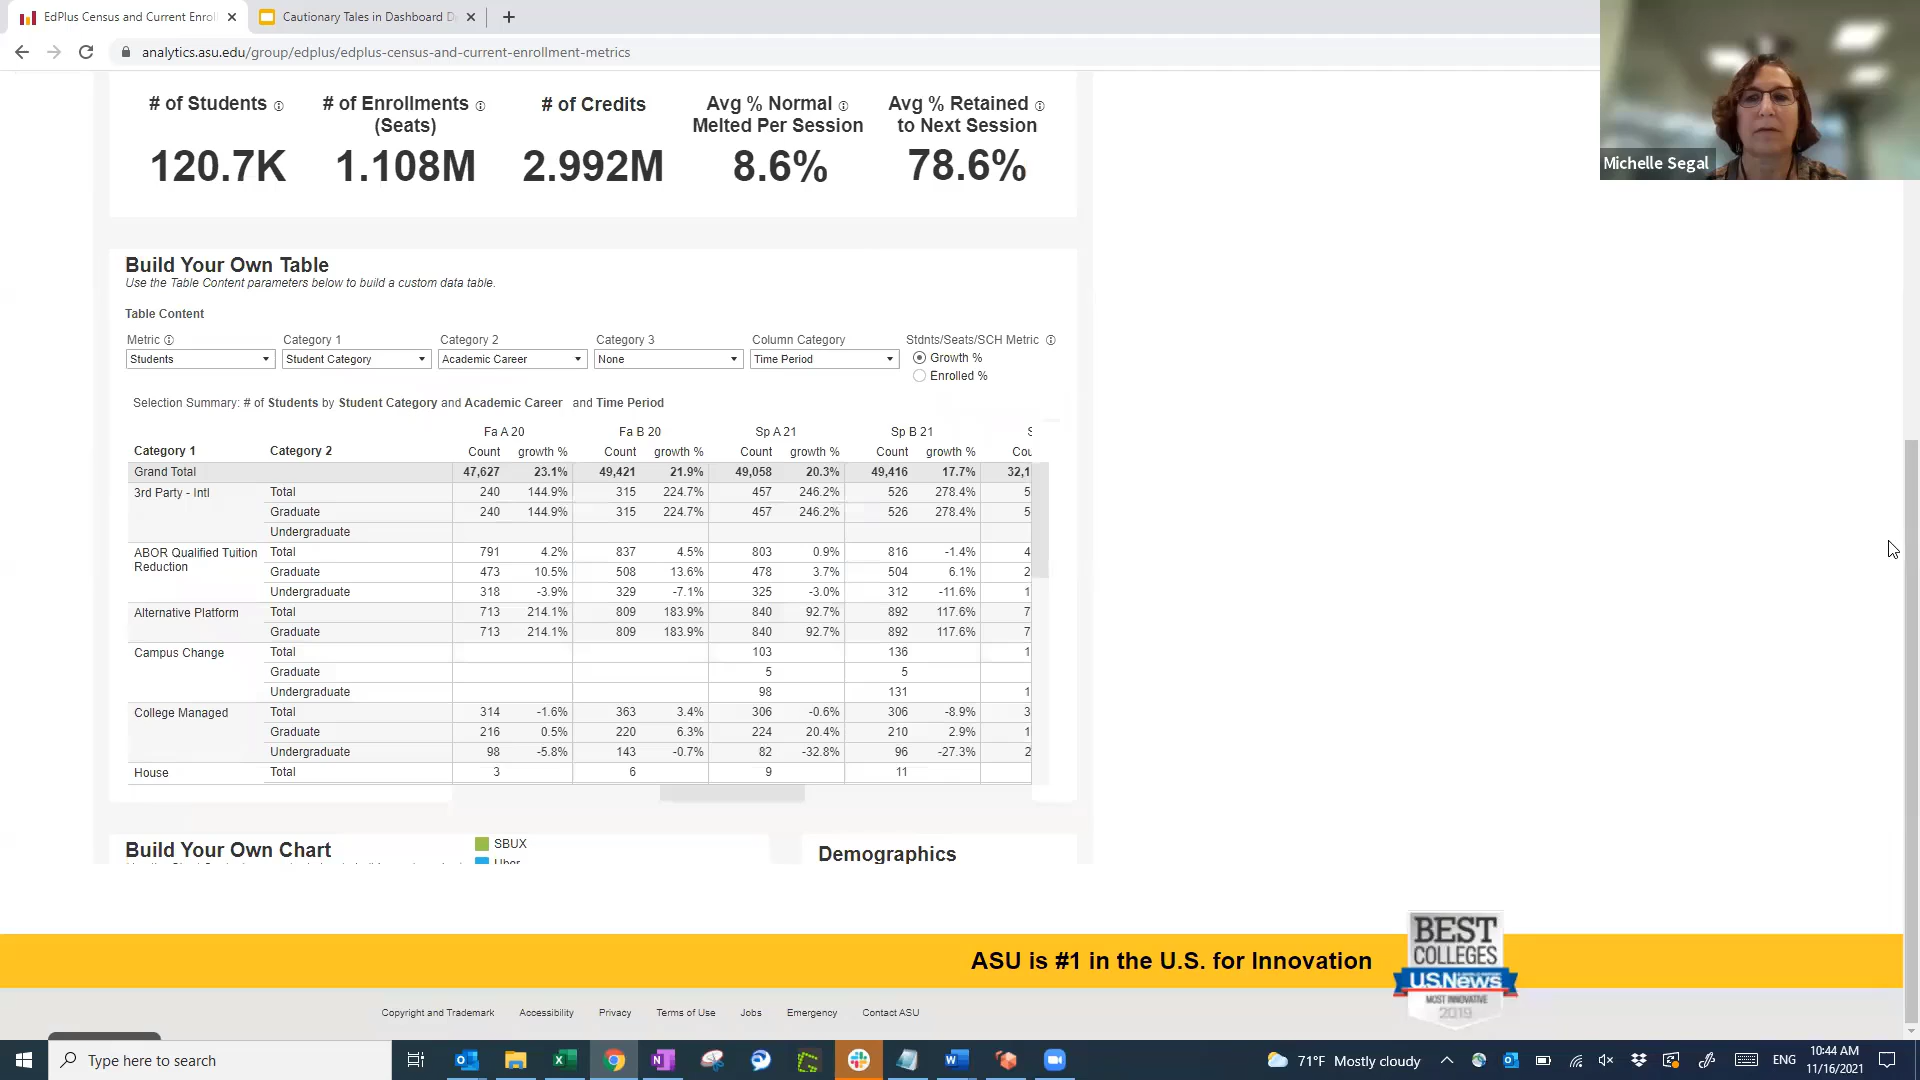 EdPlus Census and Current Enroll
Cautionary Tales in Dashboard D
analytics.asu.edu/group/edplus/edplus-census-and-current-enrollment-metrics
Michelle Segal
# of Students
# of Enrollments (Seats)
# of Credits
Avg % Normal Melted Per Session
Avg % Retained to Next Session
120.7K 1.108M 2.992M 8.6% 78.6%
Build Your Own Table
Use the Table Content parameters below to build a custom data table.
Table Content
Metric Category 1 Category 2 Category 3 Column Category Stdnts/Seats/SCH Metric
Students Student Category Academic Career None Time Period Growth %
Enrolled %
Selection Summary: # of Students by Student Category and Academic Career and Time Period
Fa A 20 Fa B 20 Sp A 21 Sp B 21
Category 1 Category 2 Count growth % Count growth % Count growth % Count growth % Cou
Grand Total 47,627 23.1% 49,421 21.9% 49,058 20.3% 49,416 17.7% 32,1
3rd Party - Intl Total 240 144.9% 315 224.7% 457 246.2% 526 278.4% 5
Graduate 240 144.9% 315 224.7% 457 246.2% 526 278.4% 5
Undergraduate
ABOR Qualified Tuition Reduction Total 791 4.2% 837 4.5% 803 0.9% 816 -1.4% 4
Graduate 473 10.5% 508 13.6% 478 3.7% 504 6.1% 2
Undergraduate 318 -3.9% 329 -7.1% 325 -3.0% 312 -11.6% 1
Alternative Platform Total 713 214.1% 809 183.9% 840 92.7% 892 117.6% 7
Graduate 713 214.1% 809 183.9% 840 92.7% 892 117.6% 7
Campus Change Total 103 136 1
Graduate 5 5
Undergraduate 98 131 1
College Managed Total 314 -1.6% 363 3.4% 306 -0.6% 306 -8.9% 3
Graduate 216 0.5% 220 6.3% 224 20.4% 210 2.9% 1
Undergraduate 98 -5.8% 143 -0.7% 82 -32.8% 96 -27.3% 2
House Total 3 6 9 11
Build Your Own Chart
SBUX
Uber
Demographics
ASU is #1 in the U.S. for Innovation
BEST
COLLEGES
U.S.News
MOST INNOVATIVE
2019
Copyright and Trademark Accessibility Privacy Terms of Use Jobs Emergency Contact ASU
Type here to search
71°F Mostly cloudy
ENG
10:44 AM
11/16/2021